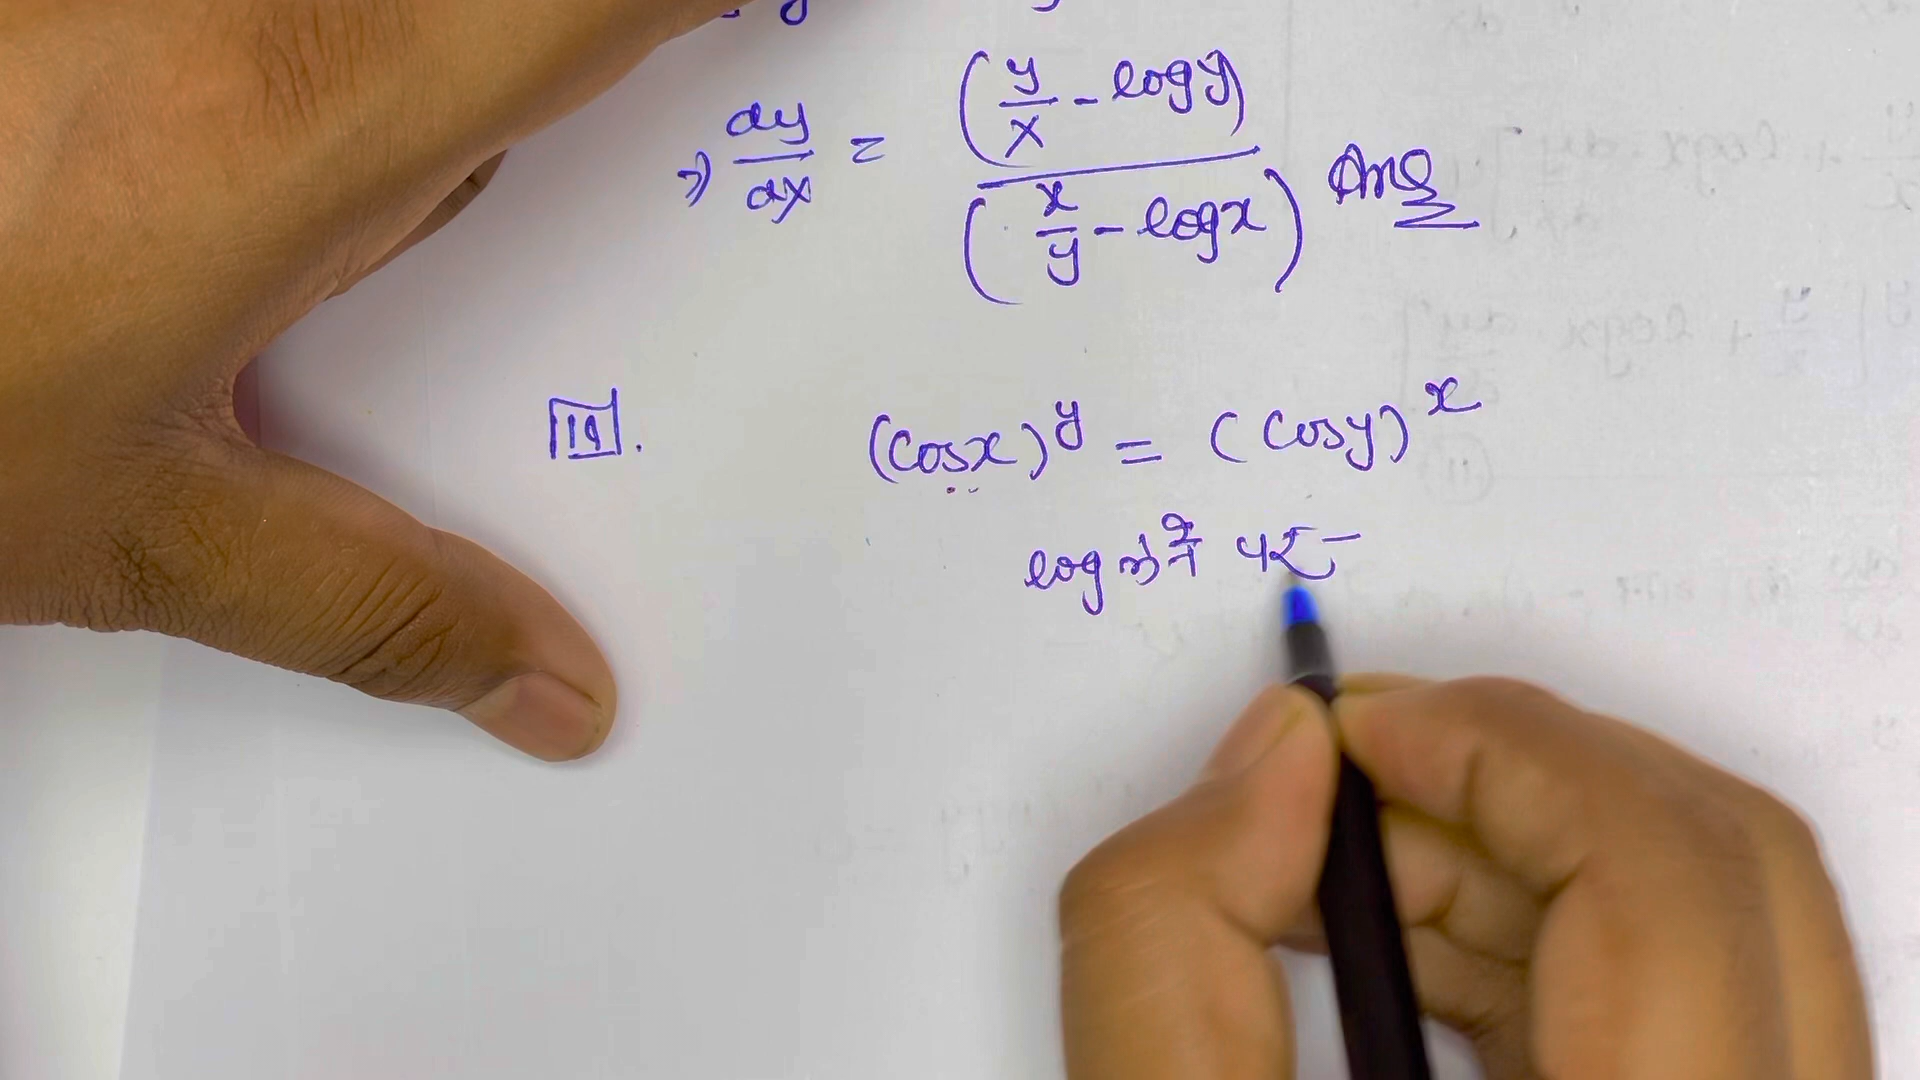 ⇒ dy/dx = (y/x - log y) / (x/y - log x) Ans
19. (cos x)^y = (cos y)^x
log लेने पर